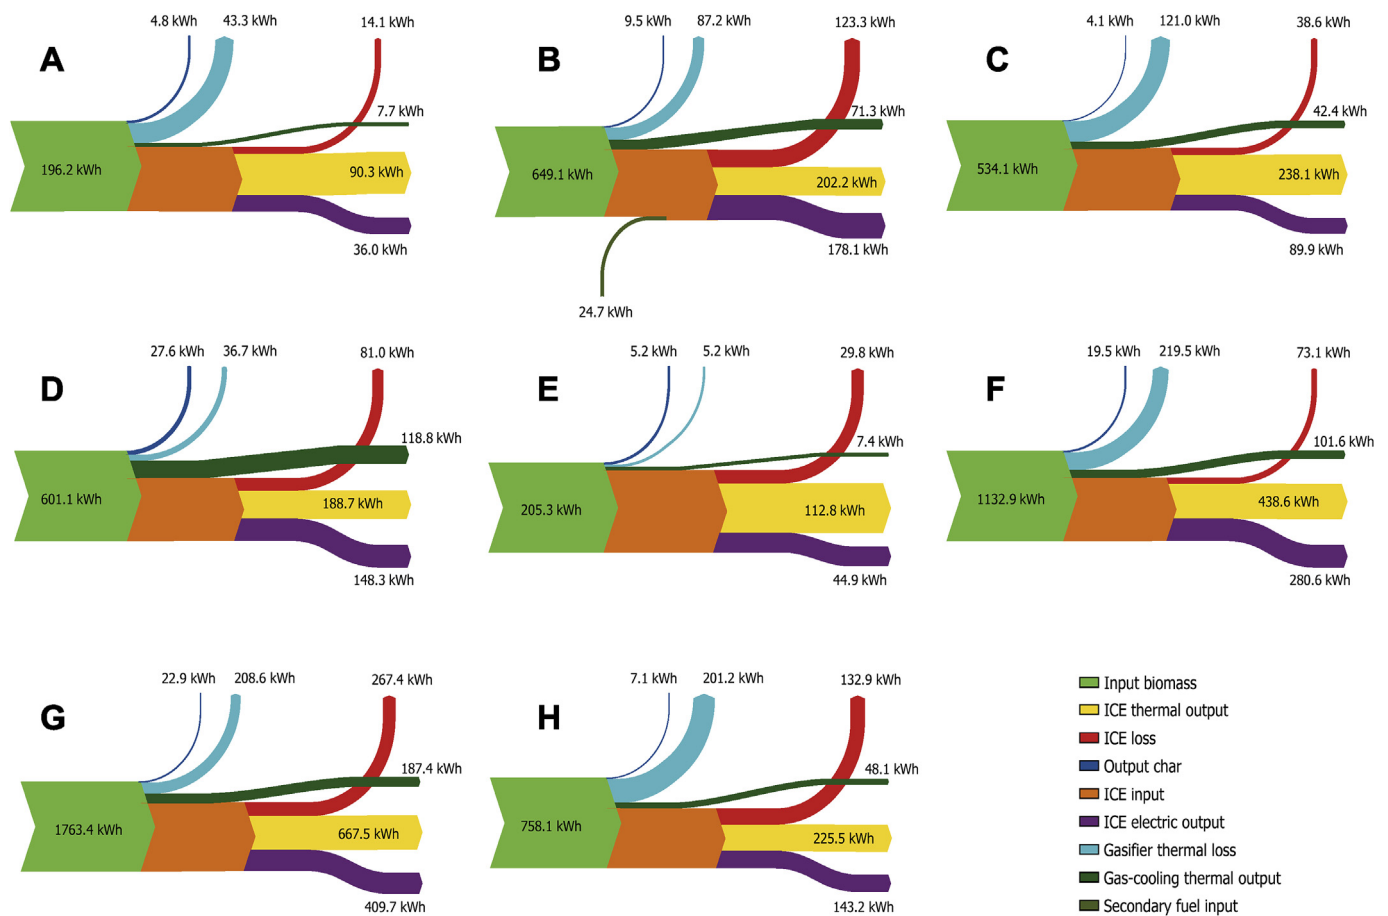 A
4.8 kWh
43.3 kWh
14.1 kWh
7.7 kWh
196.2 kWh
90.3 kWh
36.0 kWh
B
9.5 kWh
87.2 kWh
123.3 kWh
71.3 kWh
649.1 kWh
202.2 kWh
178.1 kWh
24.7 kWh
C
4.1 kWh
121.0 kWh
38.6 kWh
42.4 kWh
534.1 kWh
238.1 kWh
89.9 kWh
D
27.6 kWh
36.7 kWh
81.0 kWh
118.8 kWh
601.1 kWh
188.7 kWh
148.3 kWh
E
5.2 kWh
5.2 kWh
29.8 kWh
7.4 kWh
205.3 kWh
112.8 kWh
44.9 kWh
F
19.5 kWh
219.5 kWh
73.1 kWh
101.6 kWh
1132.9 kWh
438.6 kWh
280.6 kWh
G
22.9 kWh
208.6 kWh
267.4 kWh
187.4 kWh
1763.4 kWh
667.5 kWh
409.7 kWh
H
7.1 kWh
201.2 kWh
132.9 kWh
48.1 kWh
758.1 kWh
225.5 kWh
143.2 kWh
Input biomass
ICE thermal output
ICE loss
Output char
ICE input
ICE electric output
Gasifier thermal loss
Gas-cooling thermal output
Secondary fuel input